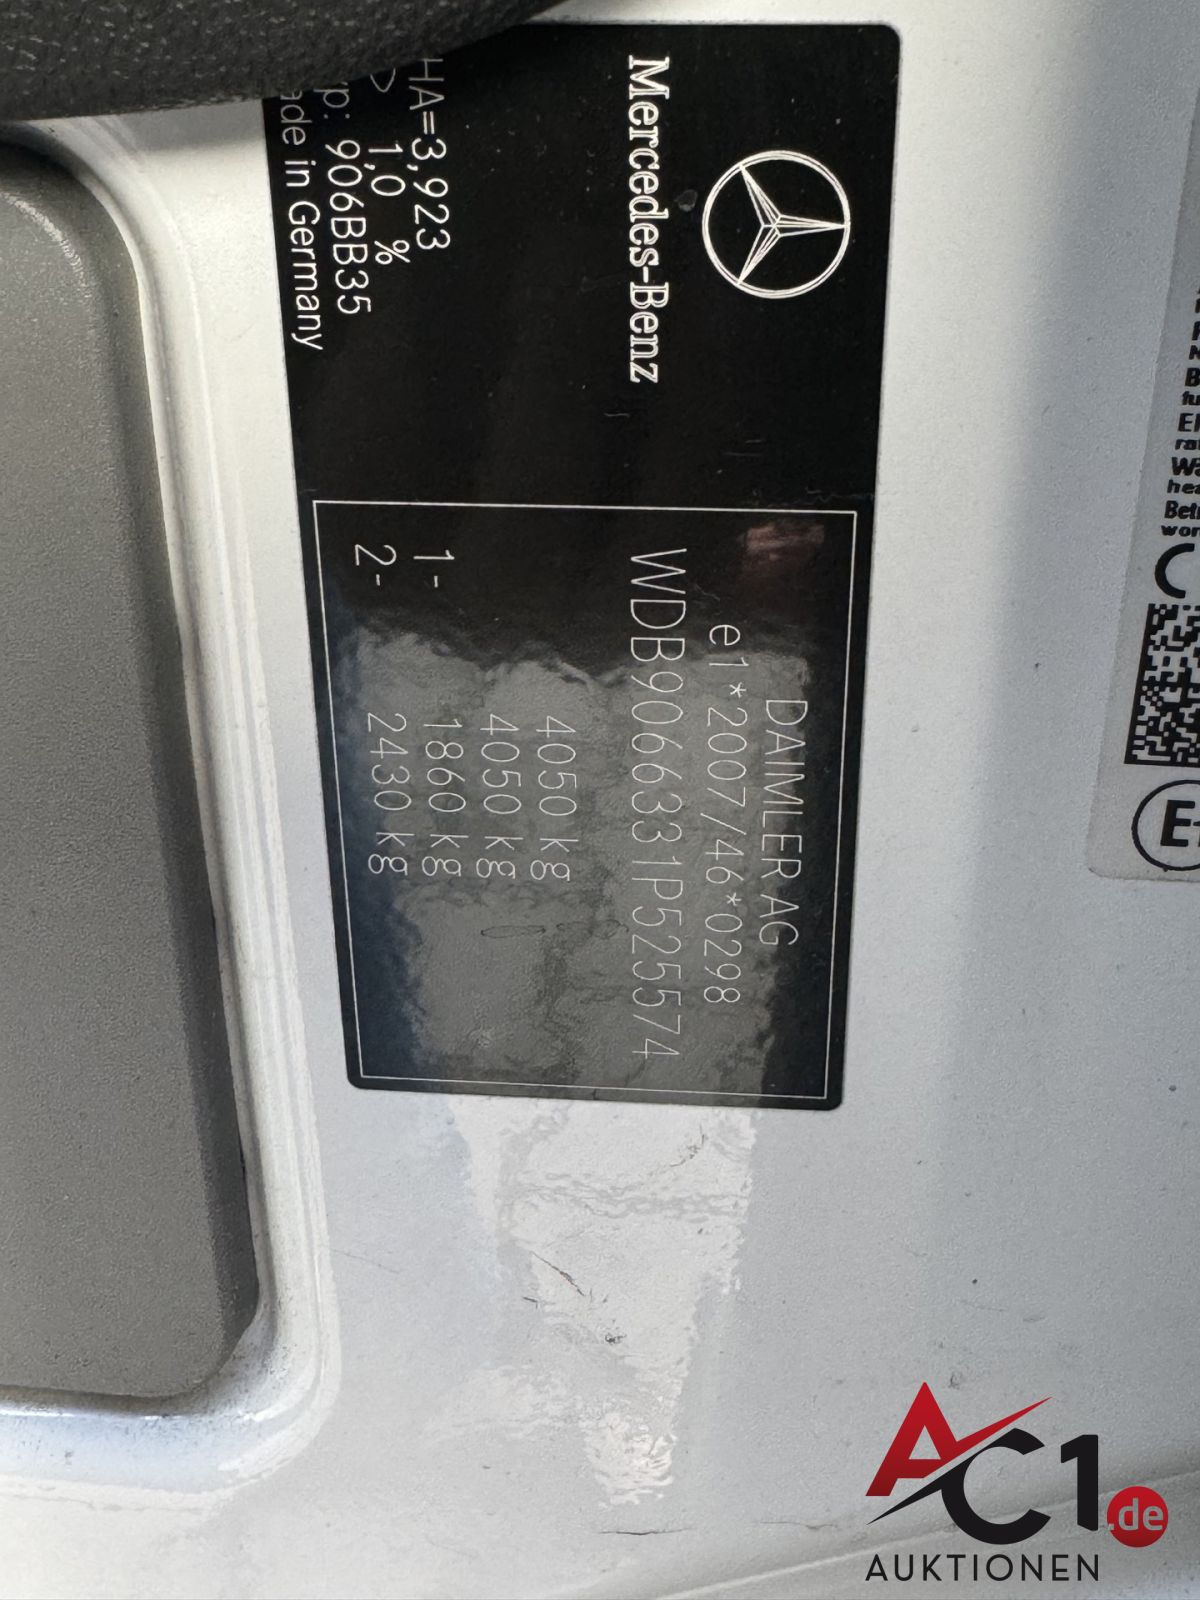 Mercedes-Benz
HA=3,923
1,0 %
906BB35
in Germany
DAIMLER AG
e1*2007/46*0298
WDB9066331P525574
4050 kg
4050 kg
1- 1860 kg
2- 2430 kg
AC1.de
AUKTIONEN